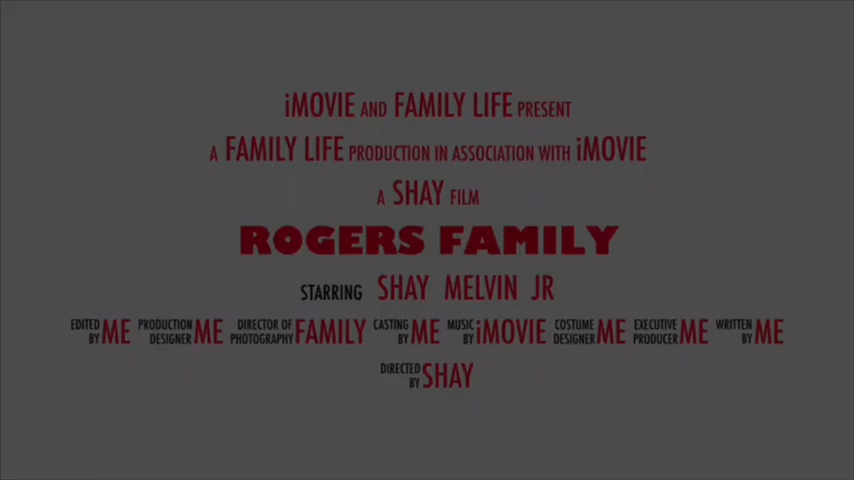 iMOVIE AND FAMILY LIFE PRESENT
A FAMILY LIFE PRODUCTION IN ASSOCIATION WITH iMOVIE
A SHAY FILM
ROGERS FAMILY
STARRING SHAY MELVIN JR
EDITED BY ME PRODUCTION DESIGNER ME DIRECTOR OF PHOTOGRAPHY FAMILY CASTING BY ME MUSIC BY iMOVIE COSTUME DESIGNER ME EXECUTIVE PRODUCER ME WRITTEN BY ME
DIRECTED BY SHAY